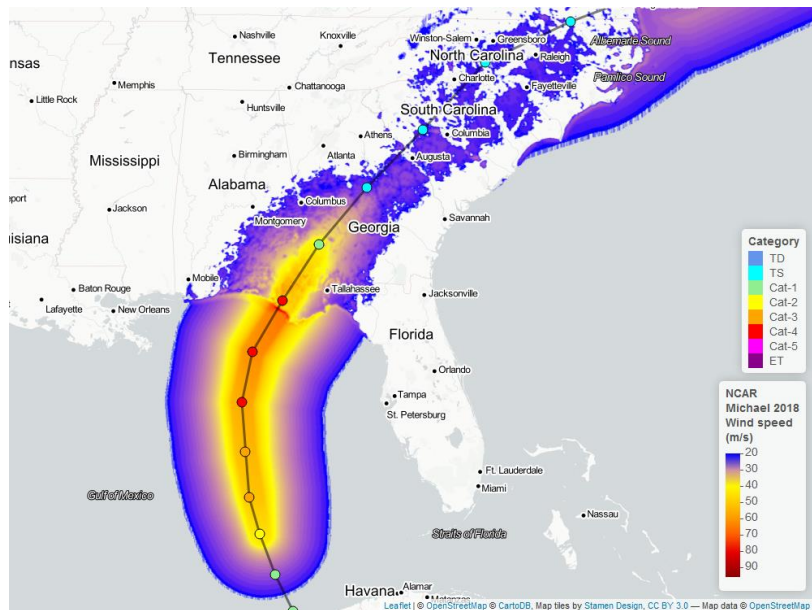 Nashville
Knoxville
Winston-Salem
Greensboro
Albemarle Sound
Tennessee
North Carolina
Raleigh
nsas
Memphis
Charlotte
Pamlico Sound
Little Rock
Chattanooga
Fayetteville
Huntsville
South Carolina
Athens
Columbia
Mississippi
Birmingham
Atlanta
Augusta
Alabama
port
Jackson
Columbus
Montgomery
Georgia
Savannah
uisiana
Mobile
Baton Rouge
Tallahassee
Jacksonville
Lafayette
New Orleans
Florida
Orlando
Tampa
St. Petersburg
Ft. Lauderdale
Gulf of Mexico
Miami
Nassau
Straits of Florida
Havana
Alamar
Matanzas
Category
TD
TS
Cat-1
Cat-2
Cat-3
Cat-4
Cat-5
ET
NCAR
Michael 2018
Wind speed
(m/s)
20
30
40
50
60
70
80
90
Leaflet | © OpenStreetMap © CartoDB, Map tiles by Stamen Design, CC BY 3.0 — Map data © OpenStreetMap